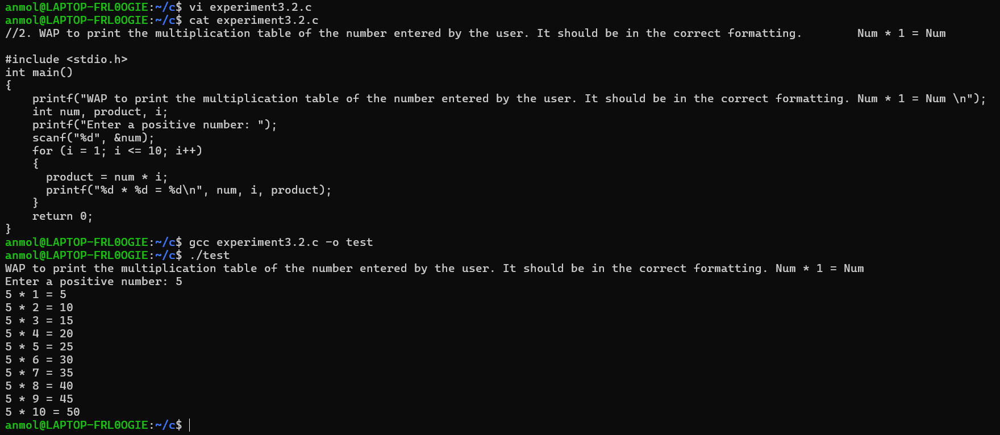 anmol@LAPTOP-FRL0OGIE:~/c$ vi experiment3.2.c
anmol@LAPTOP-FRL0OGIE:~/c$ cat experiment3.2.c
//2. WAP to print the multiplication table of the number entered by the user. It should be in the correct formatting.        Num * 1 = Num

#include <stdio.h>
int main()
{
    printf("WAP to print the multiplication table of the number entered by the user. It should be in the correct formatting. Num * 1 = Num \n");
    int num, product, i;
    printf("Enter a positive number: ");
    scanf("%d", &num);
    for (i = 1; i <= 10; i++)
    {
      product = num * i;
      printf("%d * %d = %d\n", num, i, product);
    }
    return 0;
}
anmol@LAPTOP-FRL0OGIE:~/c$ gcc experiment3.2.c -o test
anmol@LAPTOP-FRL0OGIE:~/c$ ./test
WAP to print the multiplication table of the number entered by the user. It should be in the correct formatting. Num * 1 = Num
Enter a positive number: 5
5 * 1 = 5
5 * 2 = 10
5 * 3 = 15
5 * 4 = 20
5 * 5 = 25
5 * 6 = 30
5 * 7 = 35
5 * 8 = 40
5 * 9 = 45
5 * 10 = 50
anmol@LAPTOP-FRL0OGIE:~/c$